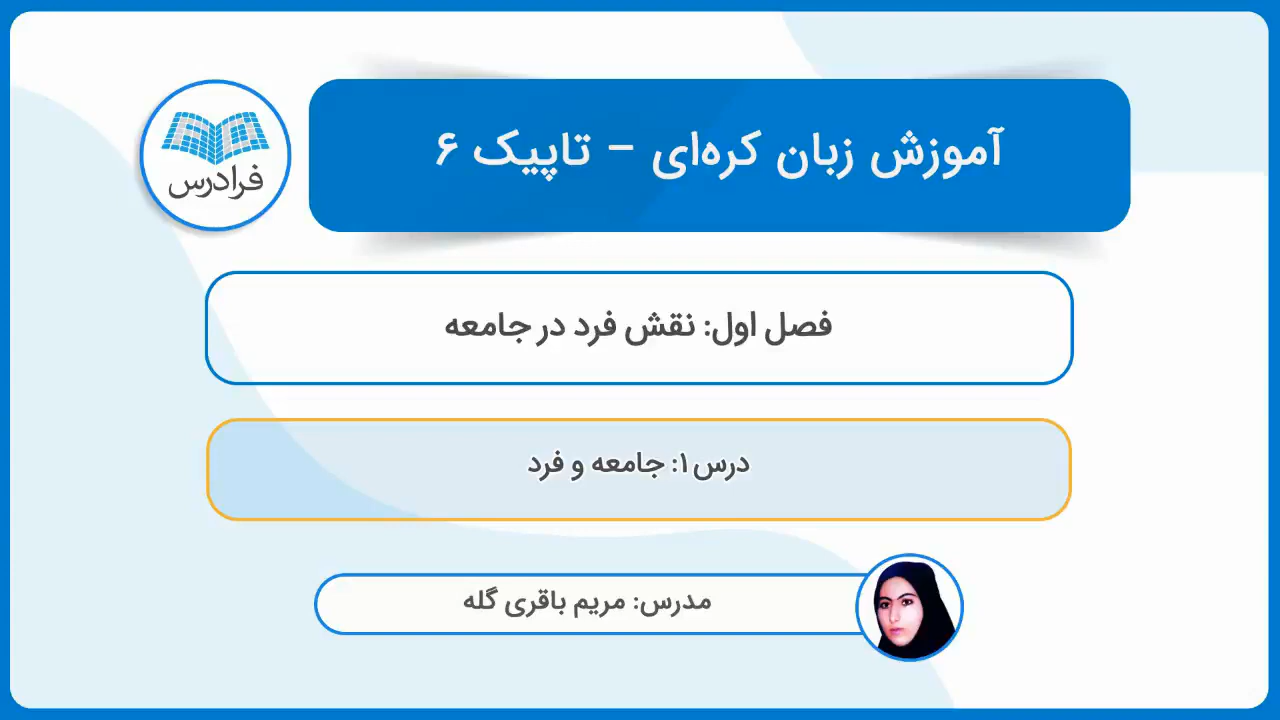 آموزش زبان کره‌ای – تاپیک ۶
فرادرس
فصل اول: نقش فرد در جامعه
درس ۱: جامعه و فرد
مدرس: مریم باقری گله